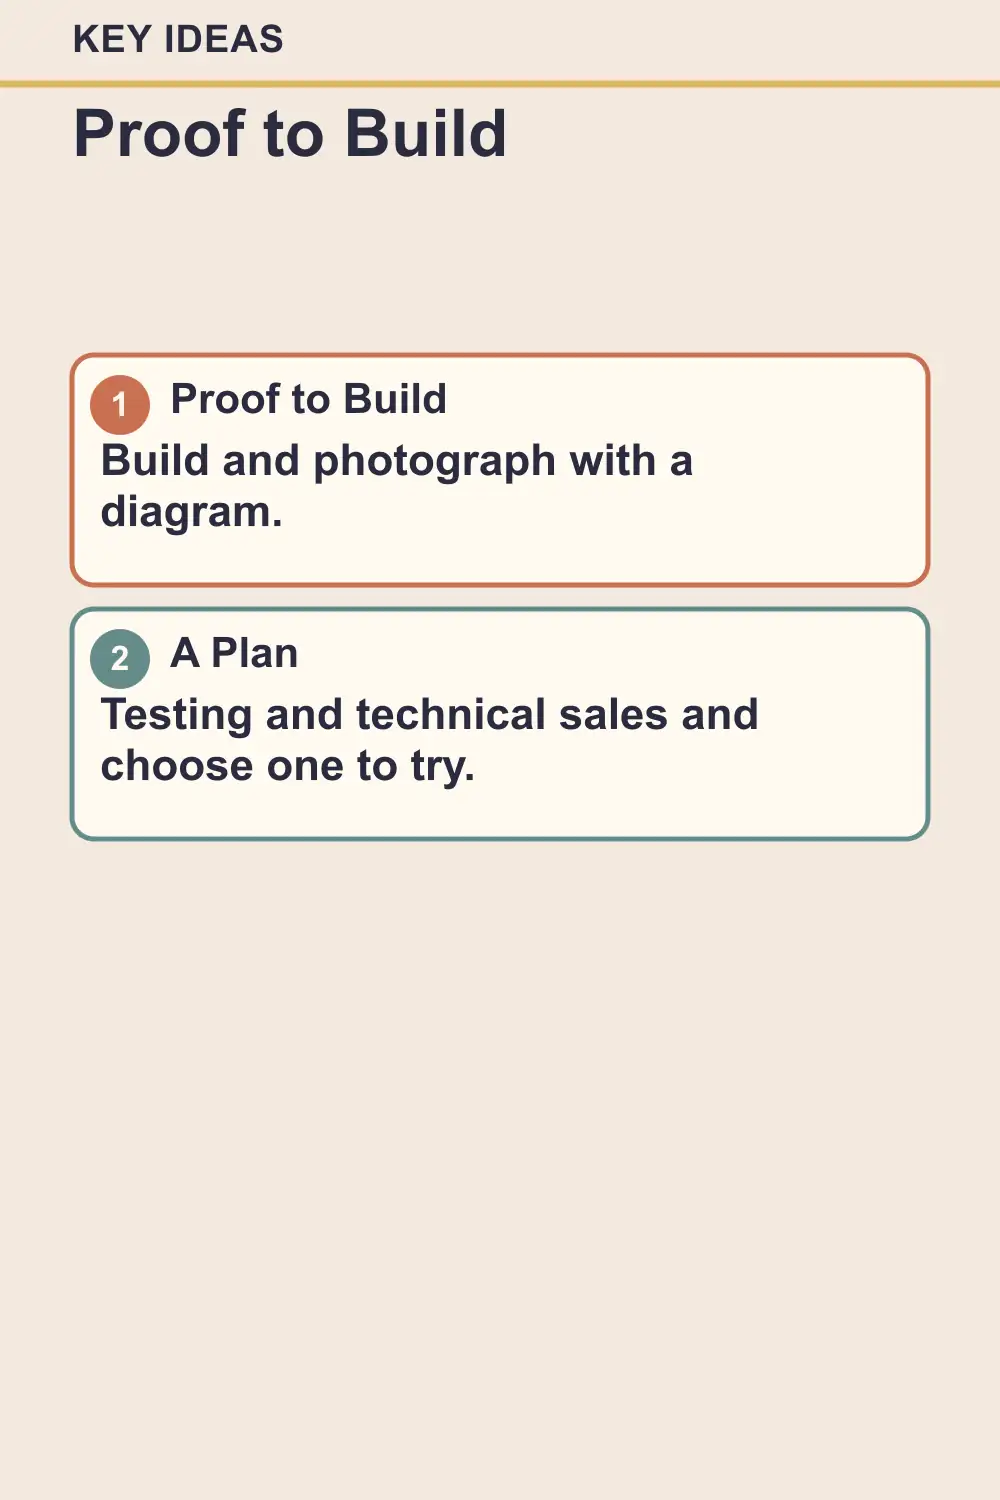 KEY IDEAS
Proof to Build
1 Proof to Build
Build and photograph with a
diagram.
2 A Plan
Testing and technical sales and
choose one to try.